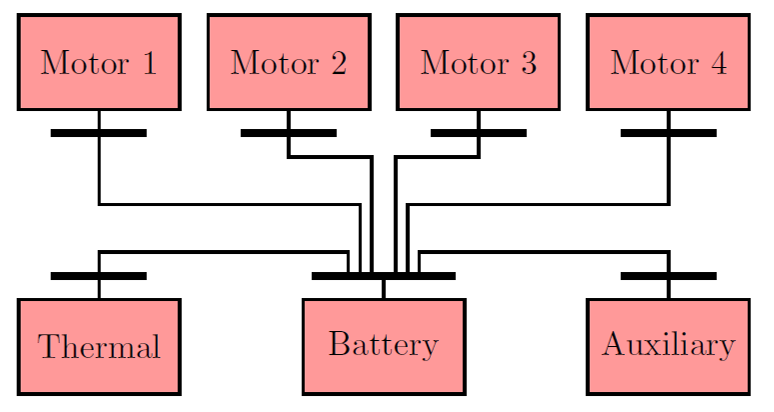 Motor 1
Motor 2
Motor 3
Motor 4
Thermal
Battery
Auxiliary